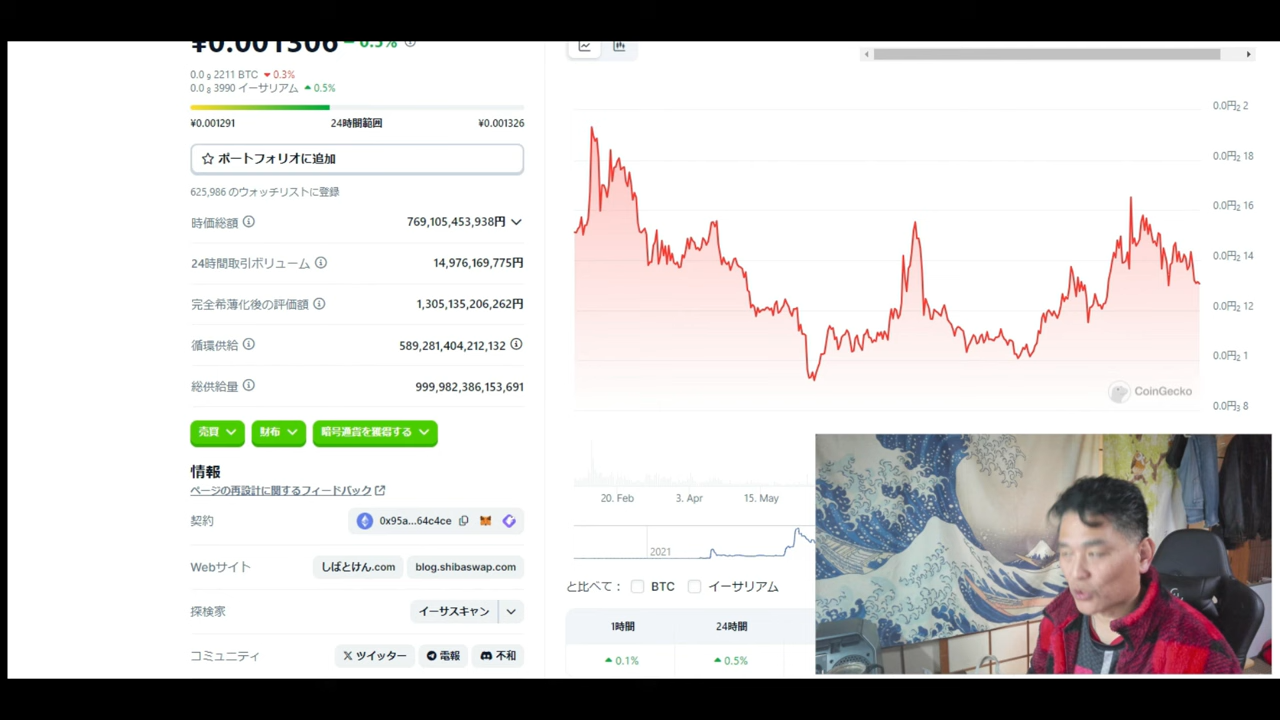 ¥0.001306 0.5%
0.0 8 2211 BTC 0.3%
0.0 8 3990 イーサリアム 0.5%
¥0.001291 24時間範囲 ¥0.001326
ポートフォリオに追加
625,986 のウォッチリストに登録
時価総額 769,105,453,938円
24時間取引ボリューム 14,976,169,775円
完全希薄化後の評価額 1,305,135,206,262円
循環供給 589,281,404,212,132
総供給量 999,982,386,153,691
売買 財布 暗号通貨を獲得する
情報
ページの再設計に関するフィードバック
契約 0x95a...64c4ce
Webサイト しばとけん.com blog.shibaswap.com
探検家 イーサスキャン
コミュニティ ツイッター 電報 不和
0.0円2 2
0.0円2 18
0.0円2 16
0.0円2 14
0.0円2 12
0.0円2 1
0.0円3 8
CoinGecko
20. Feb 3. Apr 15. May
2021
と比べて： BTC イーサリアム
1時間 24時間
0.1% 0.5%